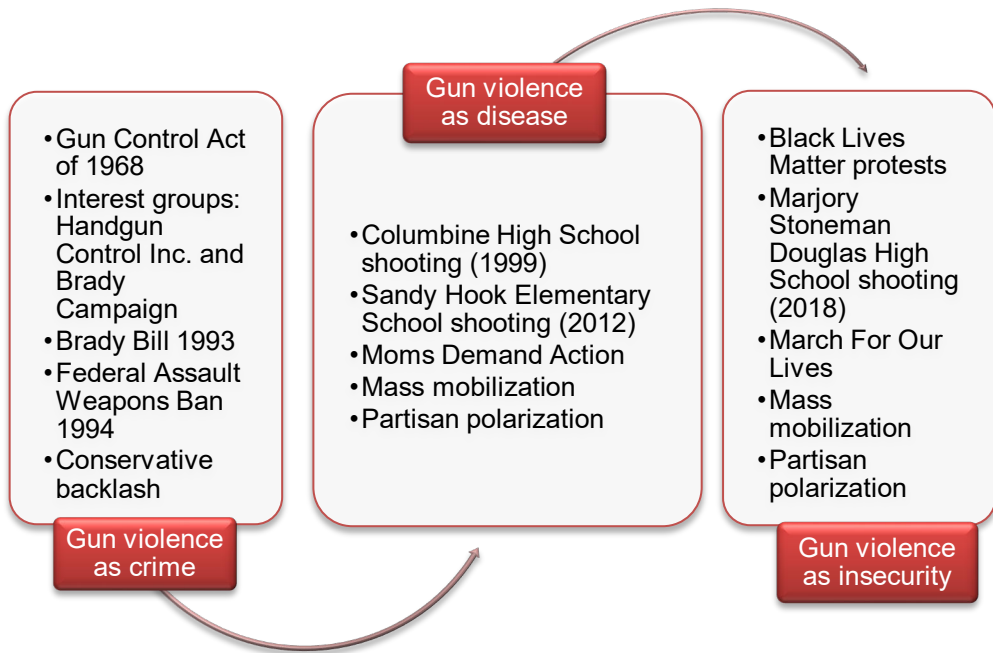 •Gun Control Act
of 1968
•Interest groups:
Handgun
Control Inc. and
Brady
Campaign
•Brady Bill 1993
•Federal Assault
Weapons Ban
1994
•Conservative
backlash
Gun violence
as crime
Gun violence
as disease
•Columbine High School
shooting (1999)
•Sandy Hook Elementary
School shooting (2012)
•Moms Demand Action
•Mass mobilization
•Partisan polarization
•Black Lives
Matter protests
•Marjory
Stoneman
Douglas High
School shooting
(2018)
•March For Our
Lives
•Mass
mobilization
•Partisan
polarization
Gun violence
as insecurity